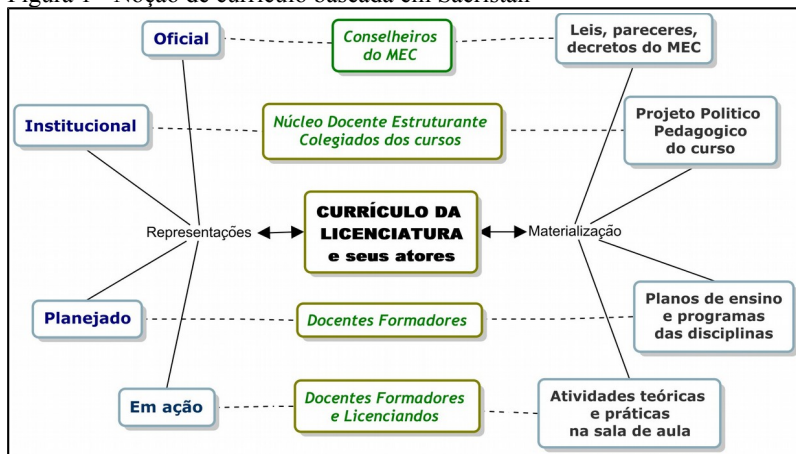 Figura 1 - Noção de currículo baseada em Sacristán
Oficial
Conselheiros
do MEC
Leis, pareceres,
decretos do MEC
Institucional
Núcleo Docente Estruturante
Colegiados dos cursos
Projeto Politico
Pedagogico
do curso
Representações
CURRÍCULO DA
LICENCIATURA
e seus atores
Materialização
Planejado
Docentes Formadores
Planos de ensino
e programas
das disciplinas
Em ação
Docentes Formadores
e Licenciandos
Atividades teóricas
e práticas
na sala de aula